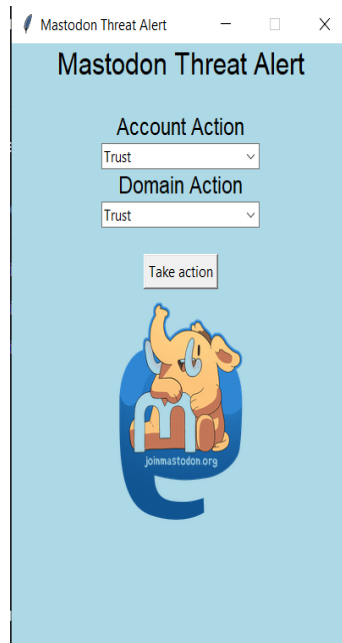 Mastodon Threat Alert
Mastodon Threat Alert
Account Action
Trust
Domain Action
Trust
Take action
joinmastodon.org